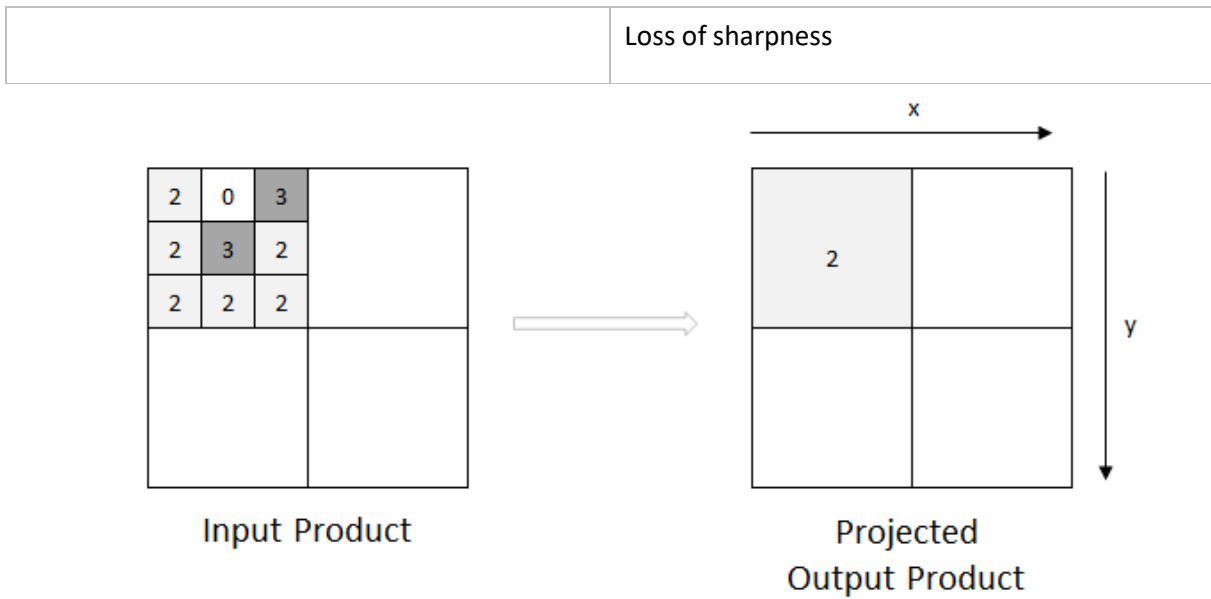 Loss of sharpness
x
2 0 3
2 3 2
2 2 2
2
y
Input Product
Projected
Output Product